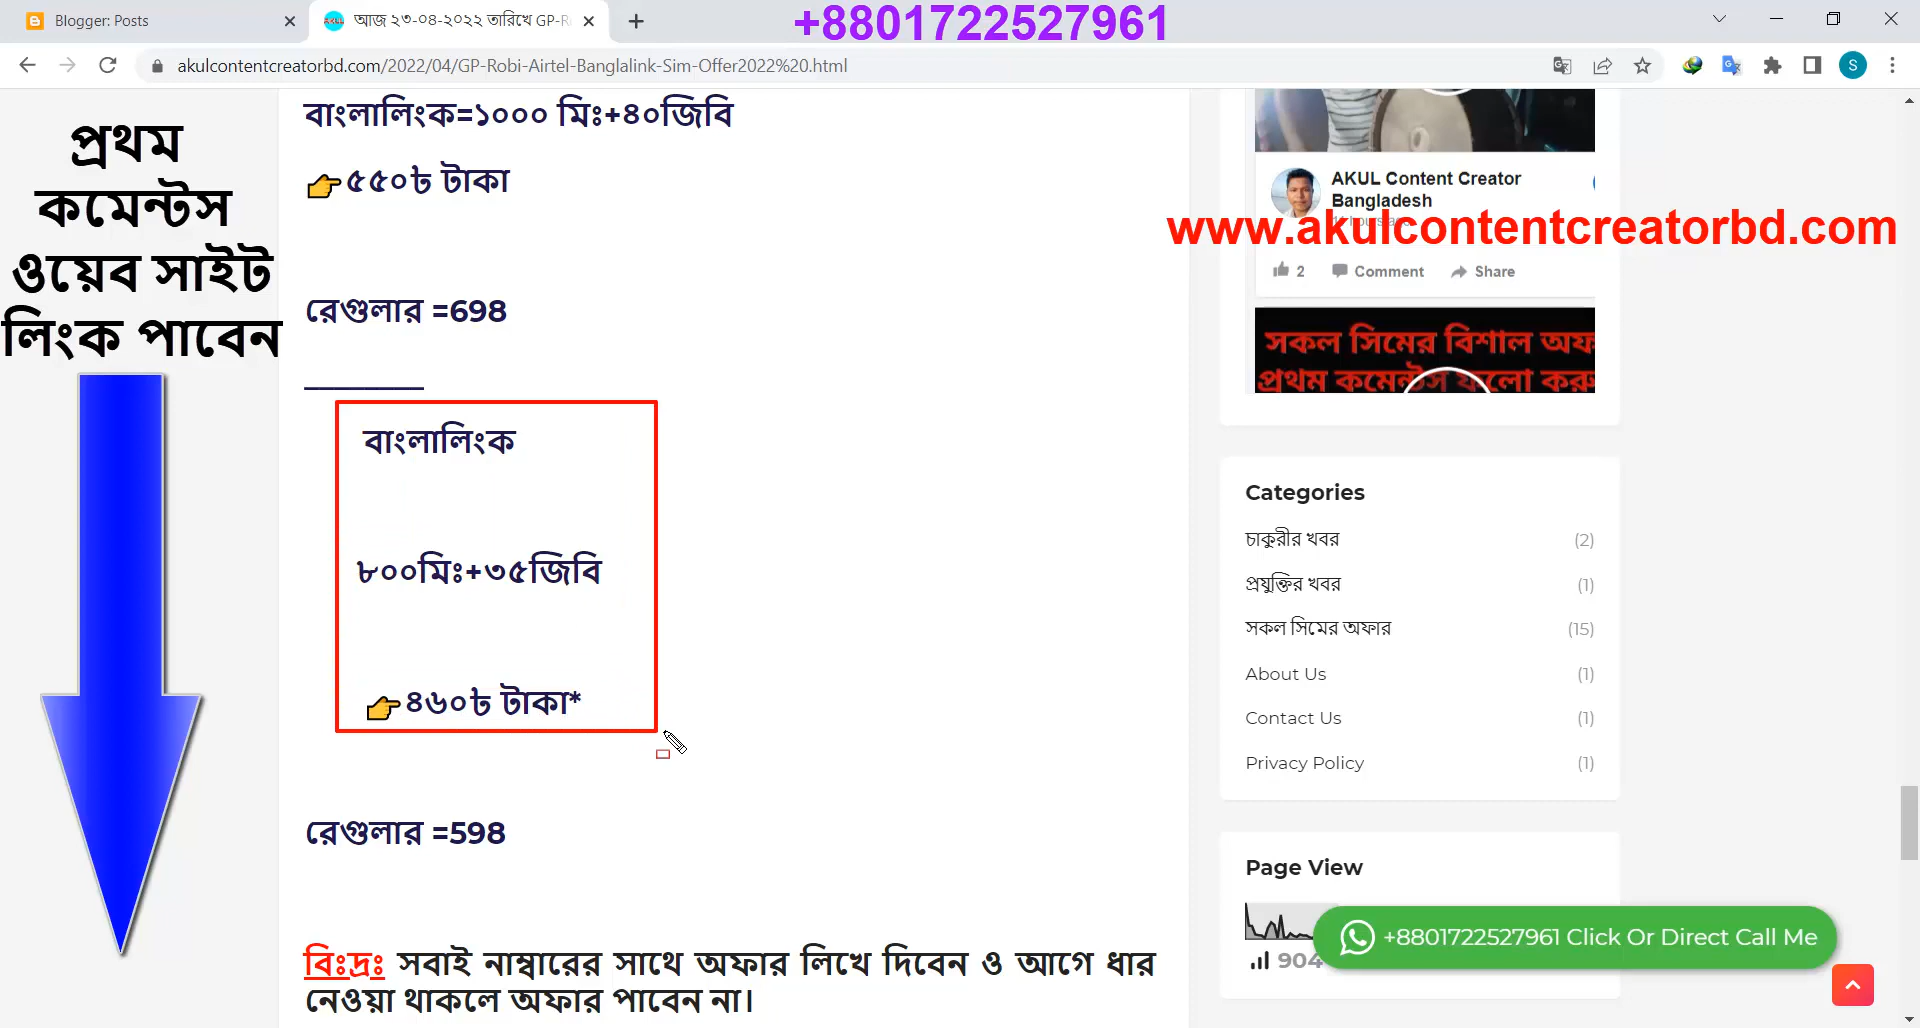 Blogger: Posts
আজ ২৩-০৪-২০২২ তারিখে GP-R
+8801722527961
akulcontentcreatorbd.com/2022/04/GP-Robi-Airtel-Banglalink-Sim-Offer2022%20.html
S
প্রথম
কমেন্টস
ওয়েব সাইট
লিংক পাবেন
বাংলালিংক=১০০০ মিঃ+৪০জিবি
👉৫৫০৳ টাকা
রেগুলার =698
বাংলালিংক
৮০০মিঃ+৩৫জিবি
👉৪৬০৳ টাকা*
রেগুলার =598
বিঃদ্রঃ সবাই নাম্বারের সাথে অফার লিখে দিবেন ও আগে ধার
নেওয়া থাকলে অফার পাবেন না।
AKUL Content Creator
Bangladesh
www.akulcontentcreatorbd.com
2 Comment Share
সকল সিমের বিশাল অফ
প্রথম কমেন্টস ফলো করু
Categories
চাকুরীর খবর (2)
প্রযুক্তির খবর (1)
সকল সিমের অফার (15)
About Us (1)
Contact Us (1)
Privacy Policy (1)
Page View
+8801722527961 Click Or Direct Call Me
904